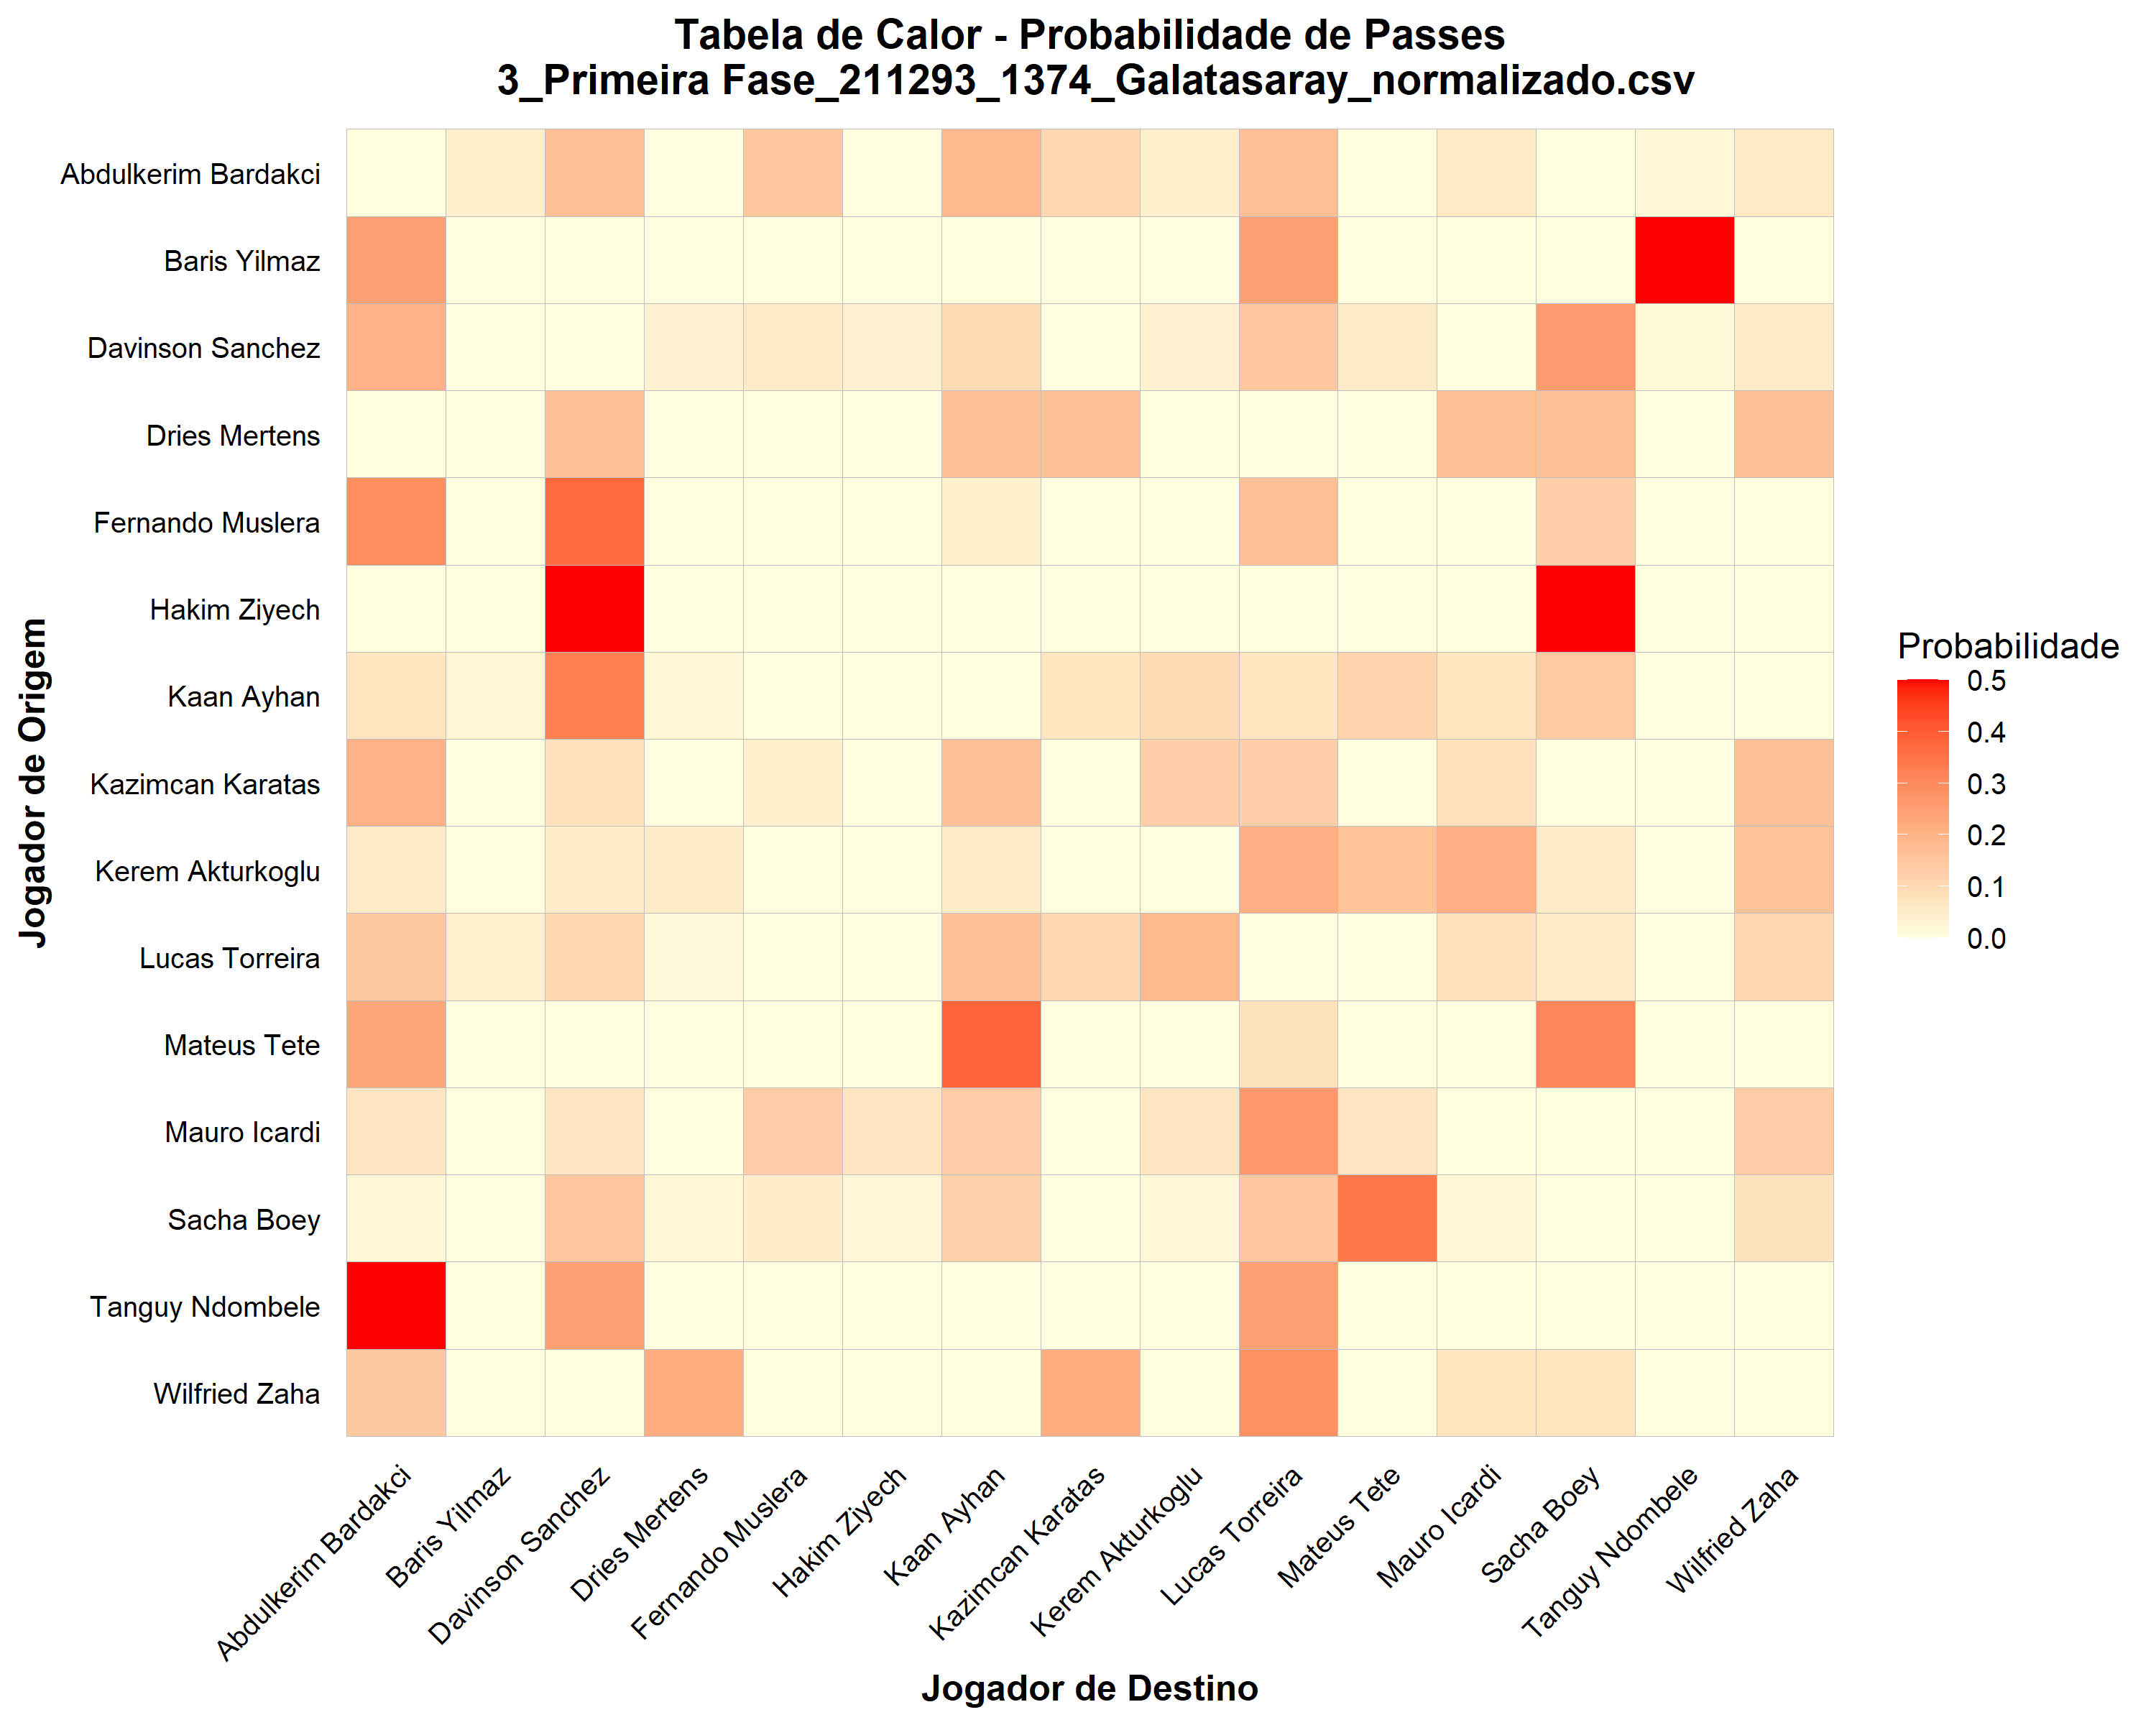 Tabela de Calor - Probabilidade de Passes
3_Primeira Fase_211293_1374_Galatasaray_normalizado.csv
Jogador de Origem
Abdulkerim Bardakci
Baris Yilmaz
Davinson Sanchez
Dries Mertens
Fernando Muslera
Hakim Ziyech
Kaan Ayhan
Kazimcan Karatas
Kerem Akturkoglu
Lucas Torreira
Mateus Tete
Mauro Icardi
Sacha Boey
Tanguy Ndombele
Wilfried Zaha
Abdulkerim Bardakci
Baris Yilmaz
Davinson Sanchez
Dries Mertens
Fernando Muslera
Hakim Ziyech
Kaan Ayhan
Kazimcan Karatas
Kerem Akturkoglu
Lucas Torreira
Mateus Tete
Mauro Icardi
Sacha Boey
Tanguy Ndombele
Wilfried Zaha
Jogador de Destino
Probabilidade
0.5
0.4
0.3
0.2
0.1
0.0